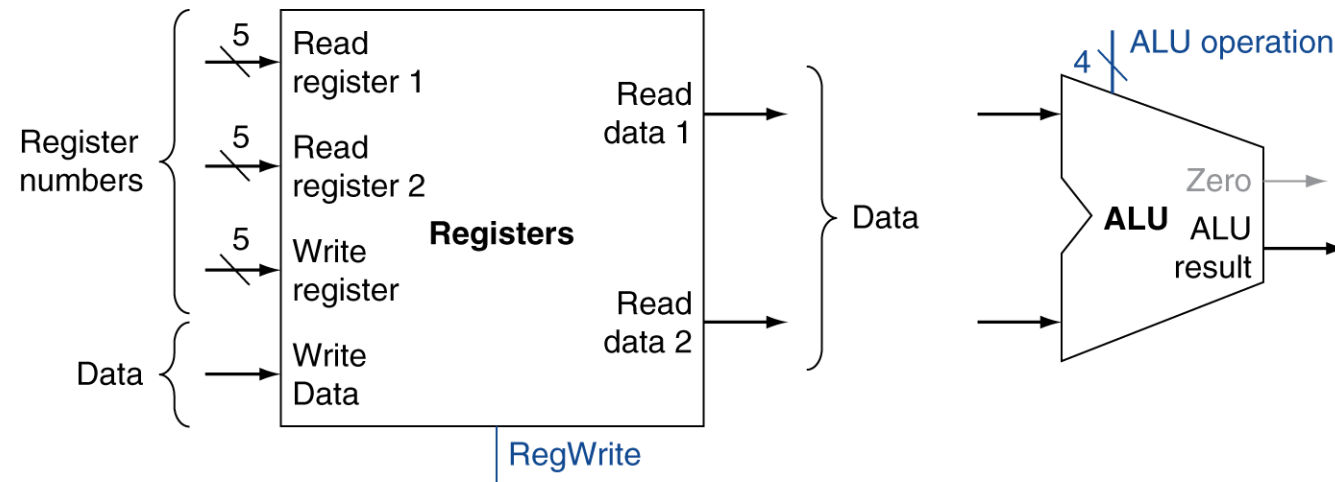 Register
numbers
Data
5
5
5
Read
register 1
Read
register 2
Write
register
Write
Data
Registers
Read
data 1
Read
data 2
RegWrite
Data
4
ALU operation
ALU
Zero
ALU
result